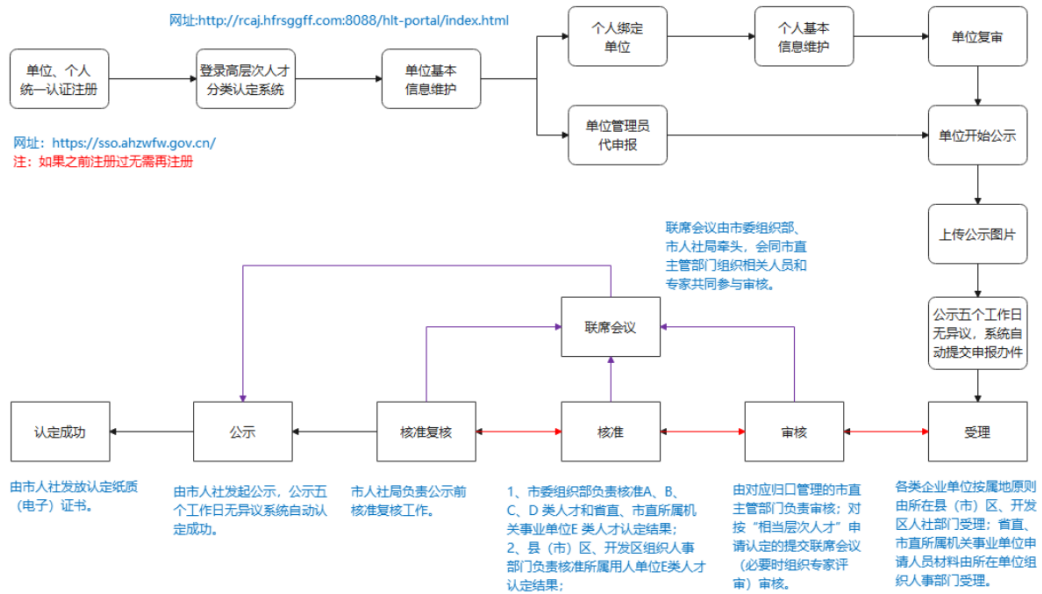 网址:http://rcaj.hfrsggff.com:8088/hlt-portal/index.html
单位、个人
统一认证注册
登录高层次人才
分类认定系统
单位基本
信息维护
个人绑定
单位
个人基本
信息维护
单位复审
单位管理员
代申报
单位开始公示
网址：https://sso.ahzwfw.gov.cn/
注：如果之前注册过无需再注册
上传公示图片
联席会议由市委组织部、
市人社局牵头，会同市直
主管部门组织相关人员和
专家共同参与审核。
公示五个工作日
无异议，系统自
动提交申报办件
联席会议
认定成功
公示
核准复核
核准
审核
受理
由市人社发放认定纸质
（电子）证书。
由市人社发起公示，公示五
个工作日无异议系统自动认
定成功。
市人社局负责公示前
核准复核工作。
1、市委组织部负责核准A、B、
C、D 类人才和省直、市直所属机
关事业单位E 类人才认定结果；
2、县（市）区、开发区组织人事
部门负责核准所属用人单位E类人才
认定结果；
由对应归口管理的市直
主管部门负责审核；对
按“相当层次人才”申
请认定的提交联席会议
（必要时组织专家评
审）审核。
各类企业单位按属地原则
由所在县（市）区、开发
区人社部门受理；省直、
市直所属机关事业单位申
请人员材料由所在单位组
织人事部门受理。